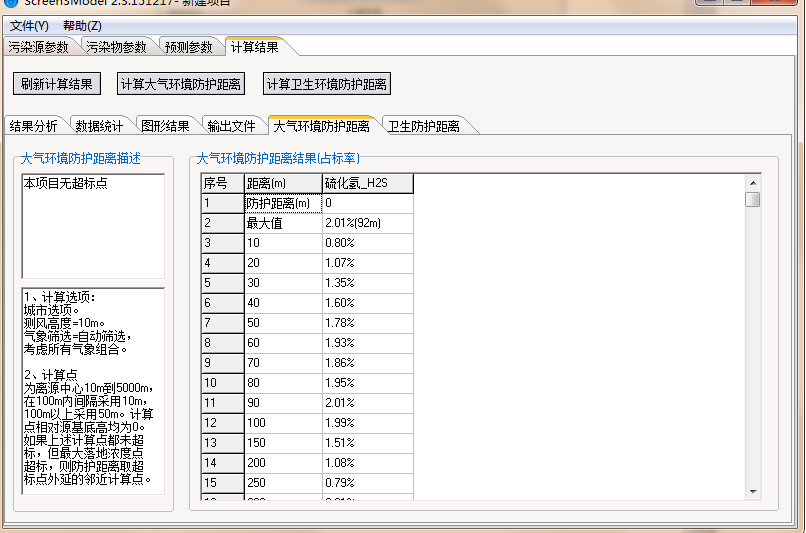 Screen3Model 2.3.151217- 新建项目
文件(Y) 帮助(Z)
污染源参数 污染物参数 预测参数 计算结果
刷新计算结果 计算大气环境防护距离 计算卫生环境防护距离
结果分析 数据统计 图形结果 输出文件 大气环境防护距离 卫生防护距离
大气环境防护距离描述
本项目无超标点
1、计算选项：
城市选项。
测风高度=10m。
气象筛选=自动筛选，
考虑所有气象组合。
2、计算点
为离源中心10m到5000m，
在100m内间隔采用10m，
100m以上采用50m。计算
点相对源基底高均为0。
如果上述计算点都未超
标，但最大落地浓度点
超标，则防护距离取超
标点外延的邻近计算点。
大气环境防护距离结果(占标率)
序号 距离(m) 硫化氢_H2S
1 防护距离(m) 0
2 最大值 2.01%(92m)
3 10 0.80%
4 20 1.07%
5 30 1.35%
6 40 1.60%
7 50 1.78%
8 60 1.93%
9 70 1.86%
10 80 1.95%
11 90 2.01%
12 100 1.99%
13 150 1.51%
14 200 1.08%
15 250 0.79%